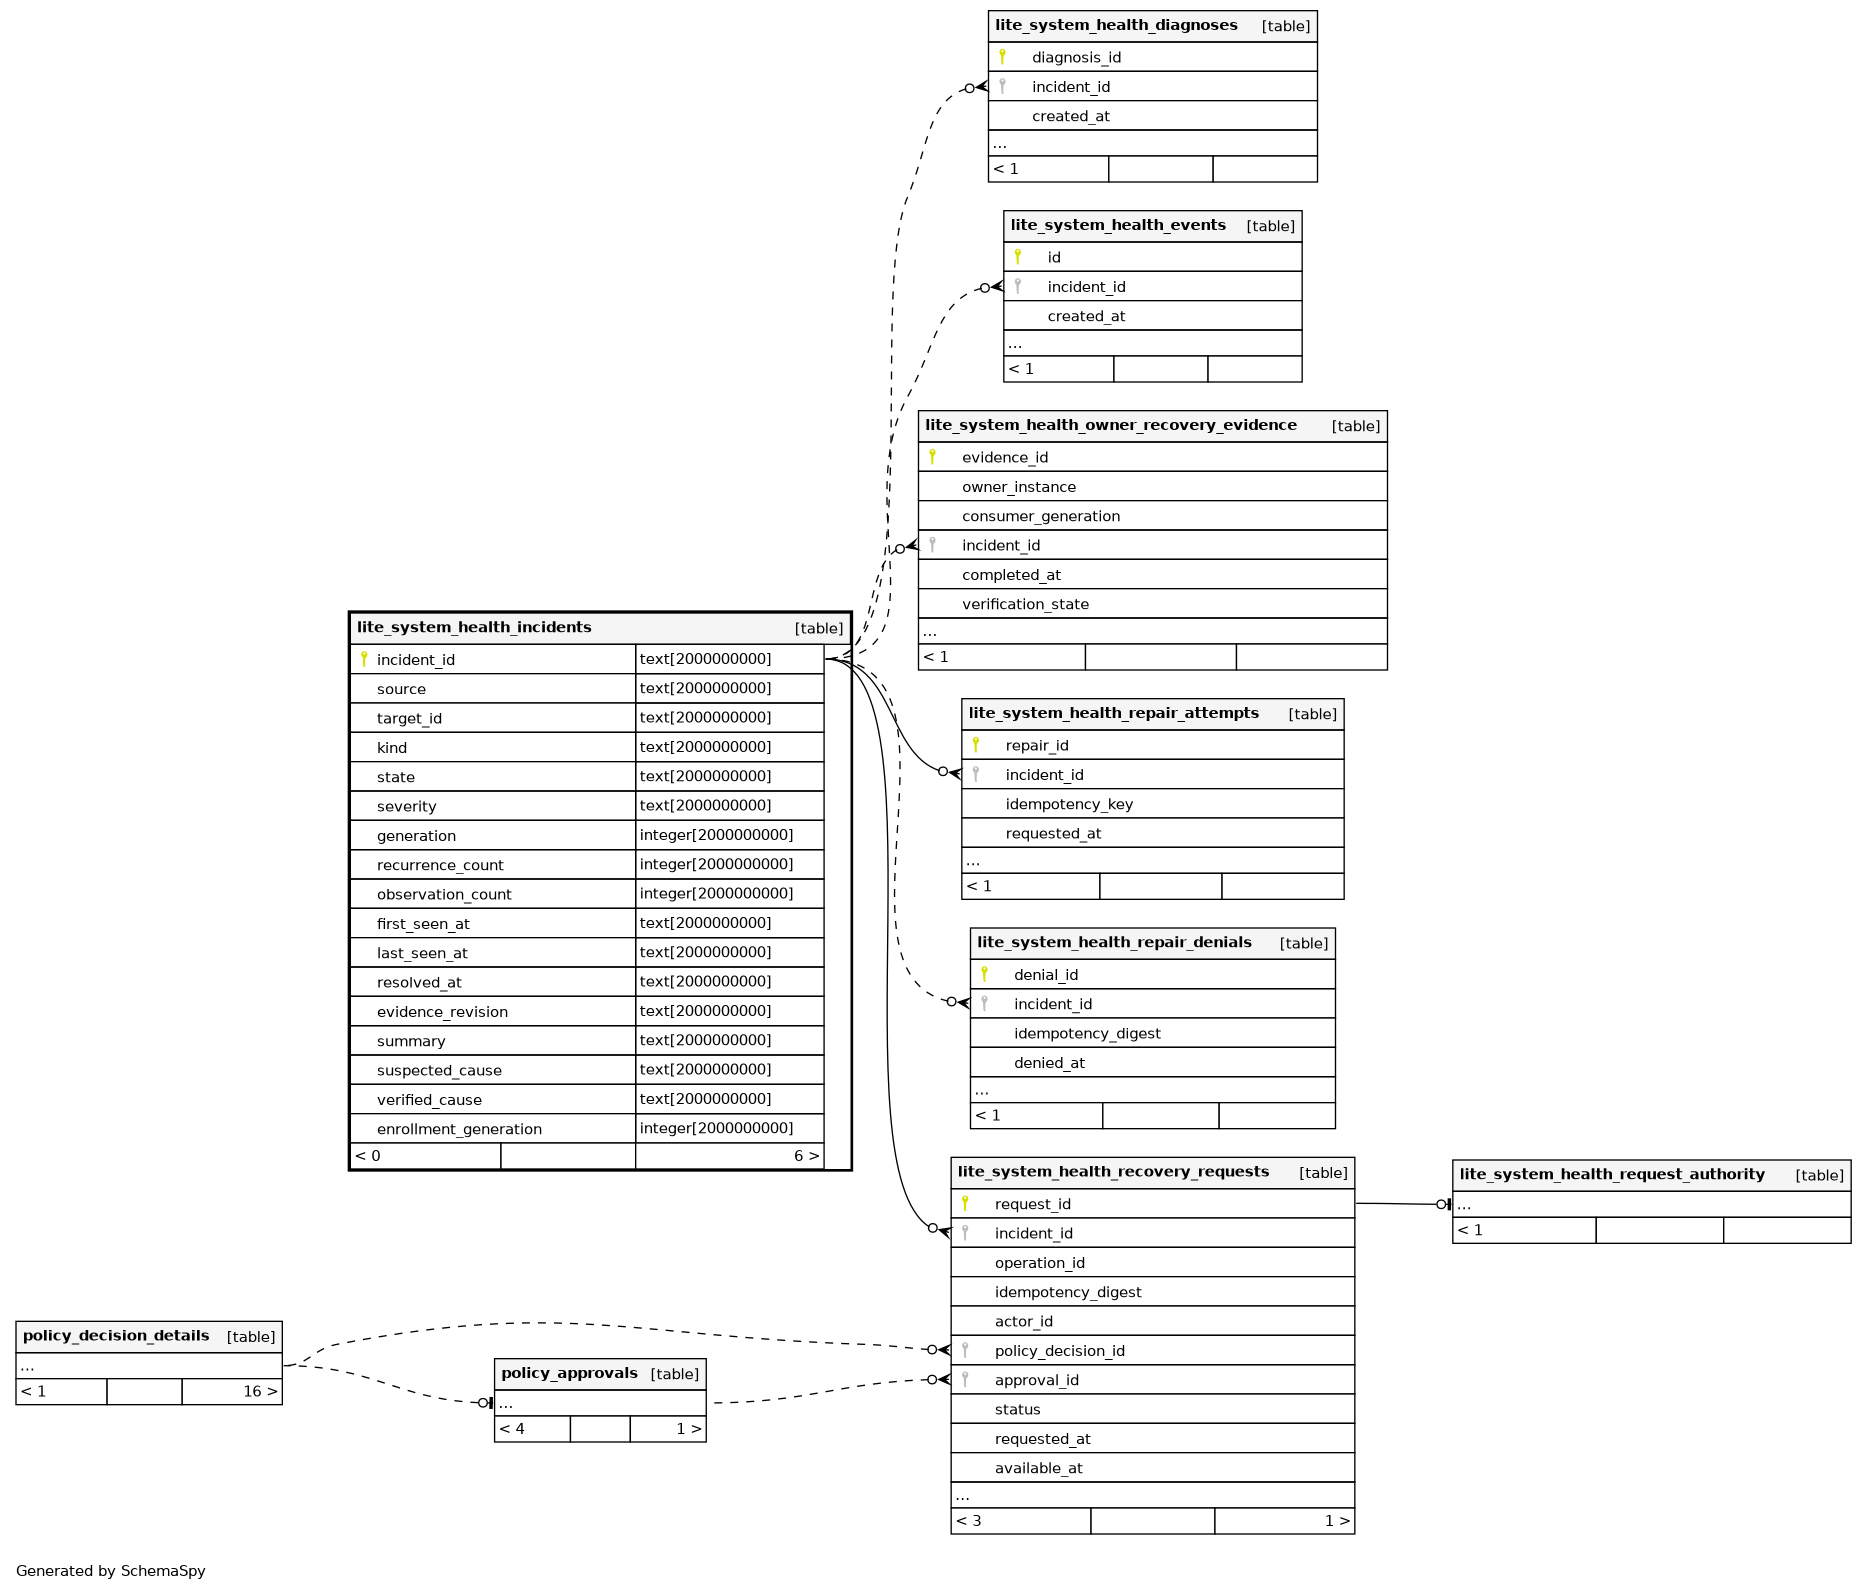 lite_system_health_diagnoses [table]
diagnosis_id
incident_id
created_at
...
< 1
lite_system_health_events [table]
id
incident_id
created_at
...
< 1
lite_system_health_owner_recovery_evidence [table]
evidence_id
owner_instance
consumer_generation
incident_id
completed_at
verification_state
...
< 1
lite_system_health_incidents [table]
incident_id text[2000000000]
source text[2000000000]
target_id text[2000000000]
kind text[2000000000]
state text[2000000000]
severity text[2000000000]
generation integer[2000000000]
recurrence_count integer[2000000000]
observation_count integer[2000000000]
first_seen_at text[2000000000]
last_seen_at text[2000000000]
resolved_at text[2000000000]
evidence_revision text[2000000000]
summary text[2000000000]
suspected_cause text[2000000000]
verified_cause text[2000000000]
enrollment_generation integer[2000000000]
< 0 6 >
lite_system_health_repair_attempts [table]
repair_id
incident_id
idempotency_key
requested_at
...
< 1
lite_system_health_repair_denials [table]
denial_id
incident_id
idempotency_digest
denied_at
...
< 1
lite_system_health_recovery_requests [table]
request_id
incident_id
operation_id
idempotency_digest
actor_id
policy_decision_id
approval_id
status
requested_at
available_at
...
< 3 1 >
lite_system_health_request_authority [table]
...
< 1
policy_decision_details [table]
...
< 1 16 >
policy_approvals [table]
...
< 4 1 >
Generated by SchemaSpy